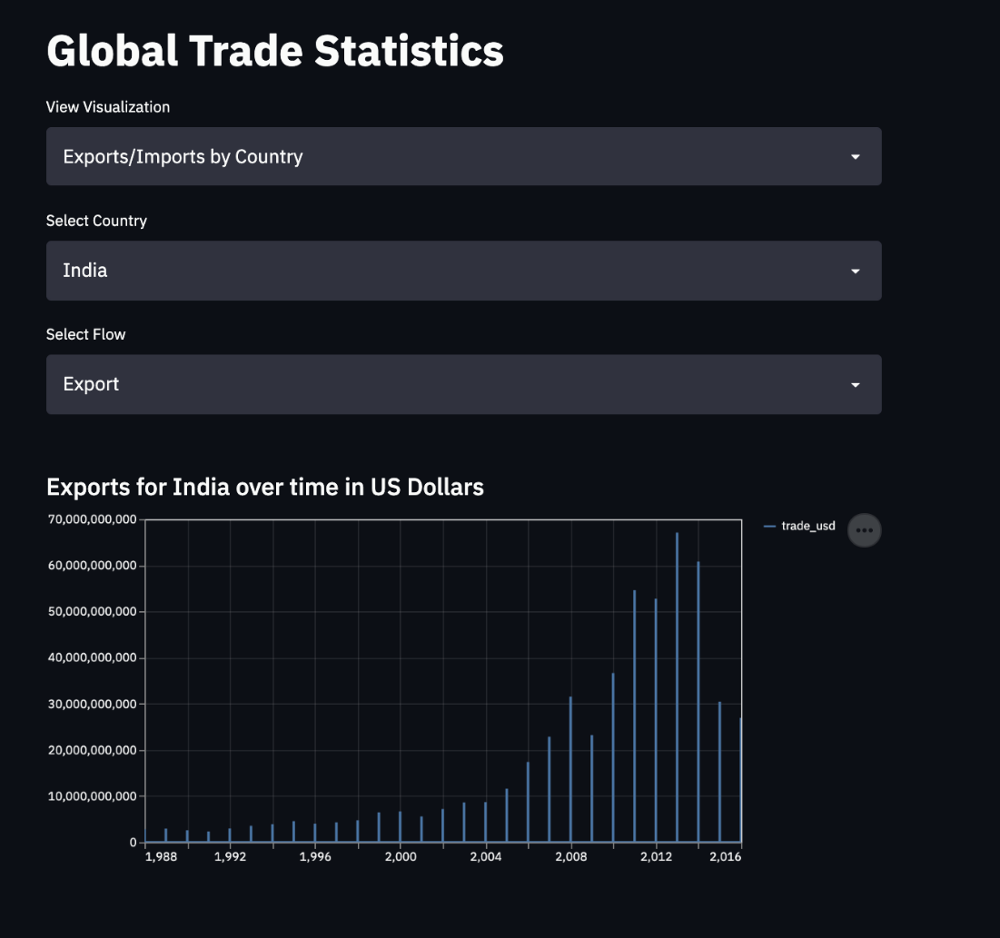 Global Trade Statistics
View Visualization
Exports/Imports by Country
Select Country
India
Select Flow
Export
Exports for India over time in US Dollars
70,000,000,000
60,000,000,000
50,000,000,000
40,000,000,000
30,000,000,000
20,000,000,000
10,000,000,000
0
1,988 1,992 1,996 2,000 2,004 2,008 2,012 2,016
trade_usd